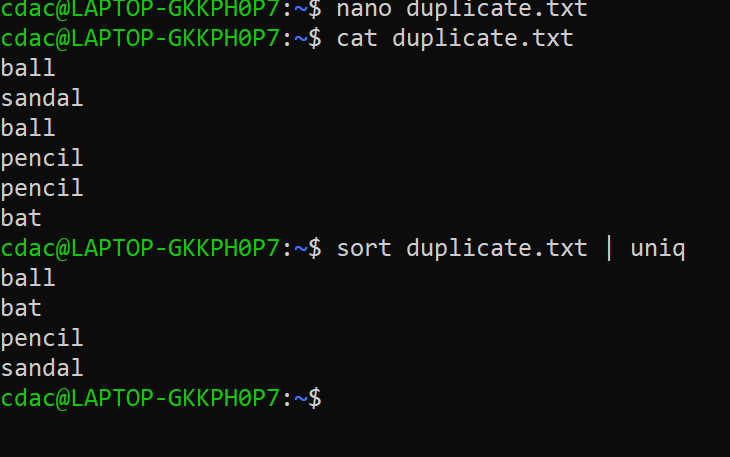 cdac@LAPTOP-GKKPH0P7:~$ nano duplicate.txt
cdac@LAPTOP-GKKPH0P7:~$ cat duplicate.txt
ball
sandal
ball
pencil
pencil
bat
cdac@LAPTOP-GKKPH0P7:~$ sort duplicate.txt | uniq
ball
bat
pencil
sandal
cdac@LAPTOP-GKKPH0P7:~$